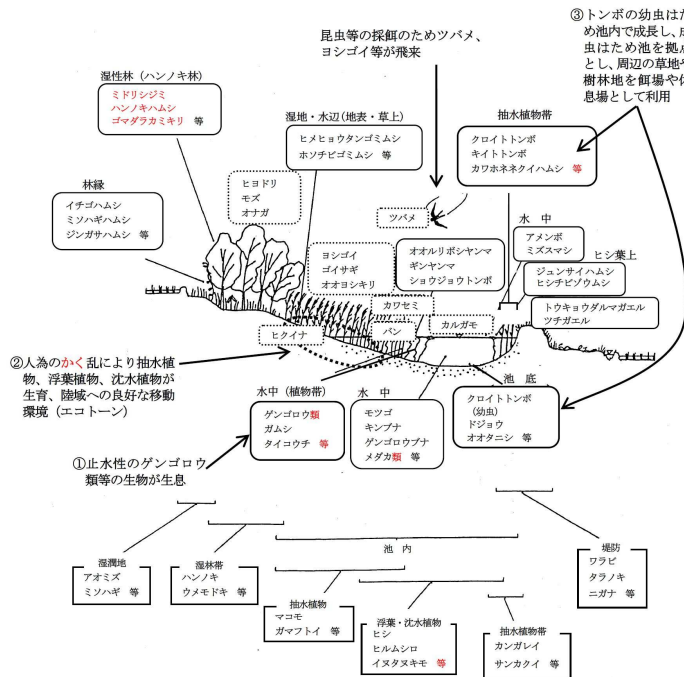 昆虫等の採餌のためツバメ、
ヨシゴイ等が飛来
③トンボの幼虫はた
め池内で成長し、成
虫はため池を拠点
とし、周辺の草地や
樹林地を餌場や休
息場として利用
湿性林（ハンノキ林）
ミドリシジミ
ハンノキハムシ
ゴマダラカミキリ　等
湿地・水辺（地表・草上）
ヒメヒョウタンゴミムシ
ホソチビゴミムシ　等
抽水植物帯
クロイトトンボ
キイトトンボ
カワホネネクイハムシ　等
林縁
イチゴハムシ
ミソハギハムシ
ジンガサハムシ　等
ヒヨドリ
モズ
オナガ
ツバメ
水　中
アメンボ
ミズスマシ
ヒシ葉上
ジュンサイハムシ
ヒシチビゾウムシ
ヨシゴイ
ゴイサギ
オオヨシキリ
オオルリボシヤンマ
ギンヤンマ
ショウジョウトンボ
カワセミ
トウキョウダルマガエル
ツチガエル
ヒクイナ
バン
カルガモ
②人為のかく乱により抽水植
物、浮葉植物、沈水植物が
生育、陸域への良好な移動
環境（エコトーン）
水中（植物帯）
ゲンゴロウ類
ガムシ
タイコウチ　等
水　中
モツゴ
キンブナ
ゲンゴロウブナ
メダカ類　等
池　底
クロイトトンボ
（幼虫）
ドジョウ
オオタニシ　等
①止水性のゲンゴロウ
類等の生物が生息
池　内
湿潤地
アオミズ
ミソハギ　等
湿林帯
ハンノキ
ウメモドキ　等
抽水植物
マコモ
ガマフトイ　等
浮葉・沈水植物
ヒシ
ヒルムシロ
イヌタヌキモ　等
抽水植物帯
カンガレイ
サンカクイ　等
堤防
ワラビ
タラノキ
ニガナ　等